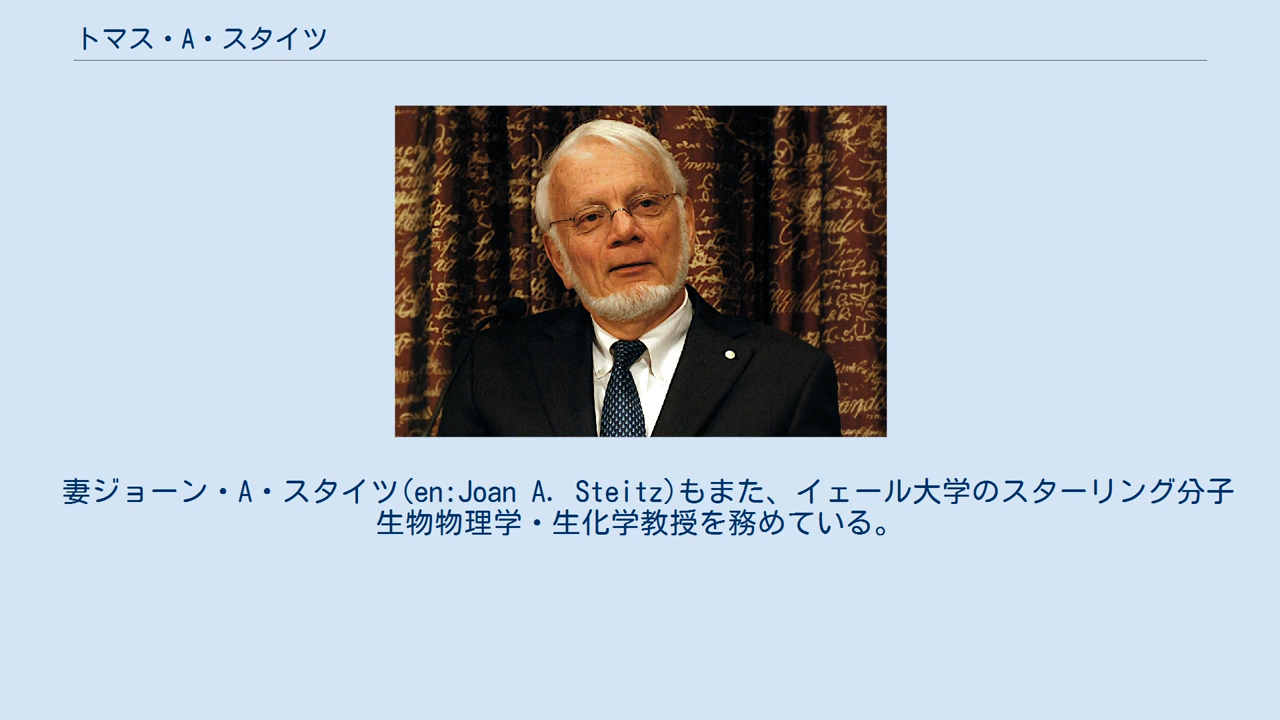 トマス・A・スタイツ
妻ジョーン・A・スタイツ(en:Joan A. Steitz)もまた、イェール大学のスターリング分子
生物物理学・生化学教授を務めている。